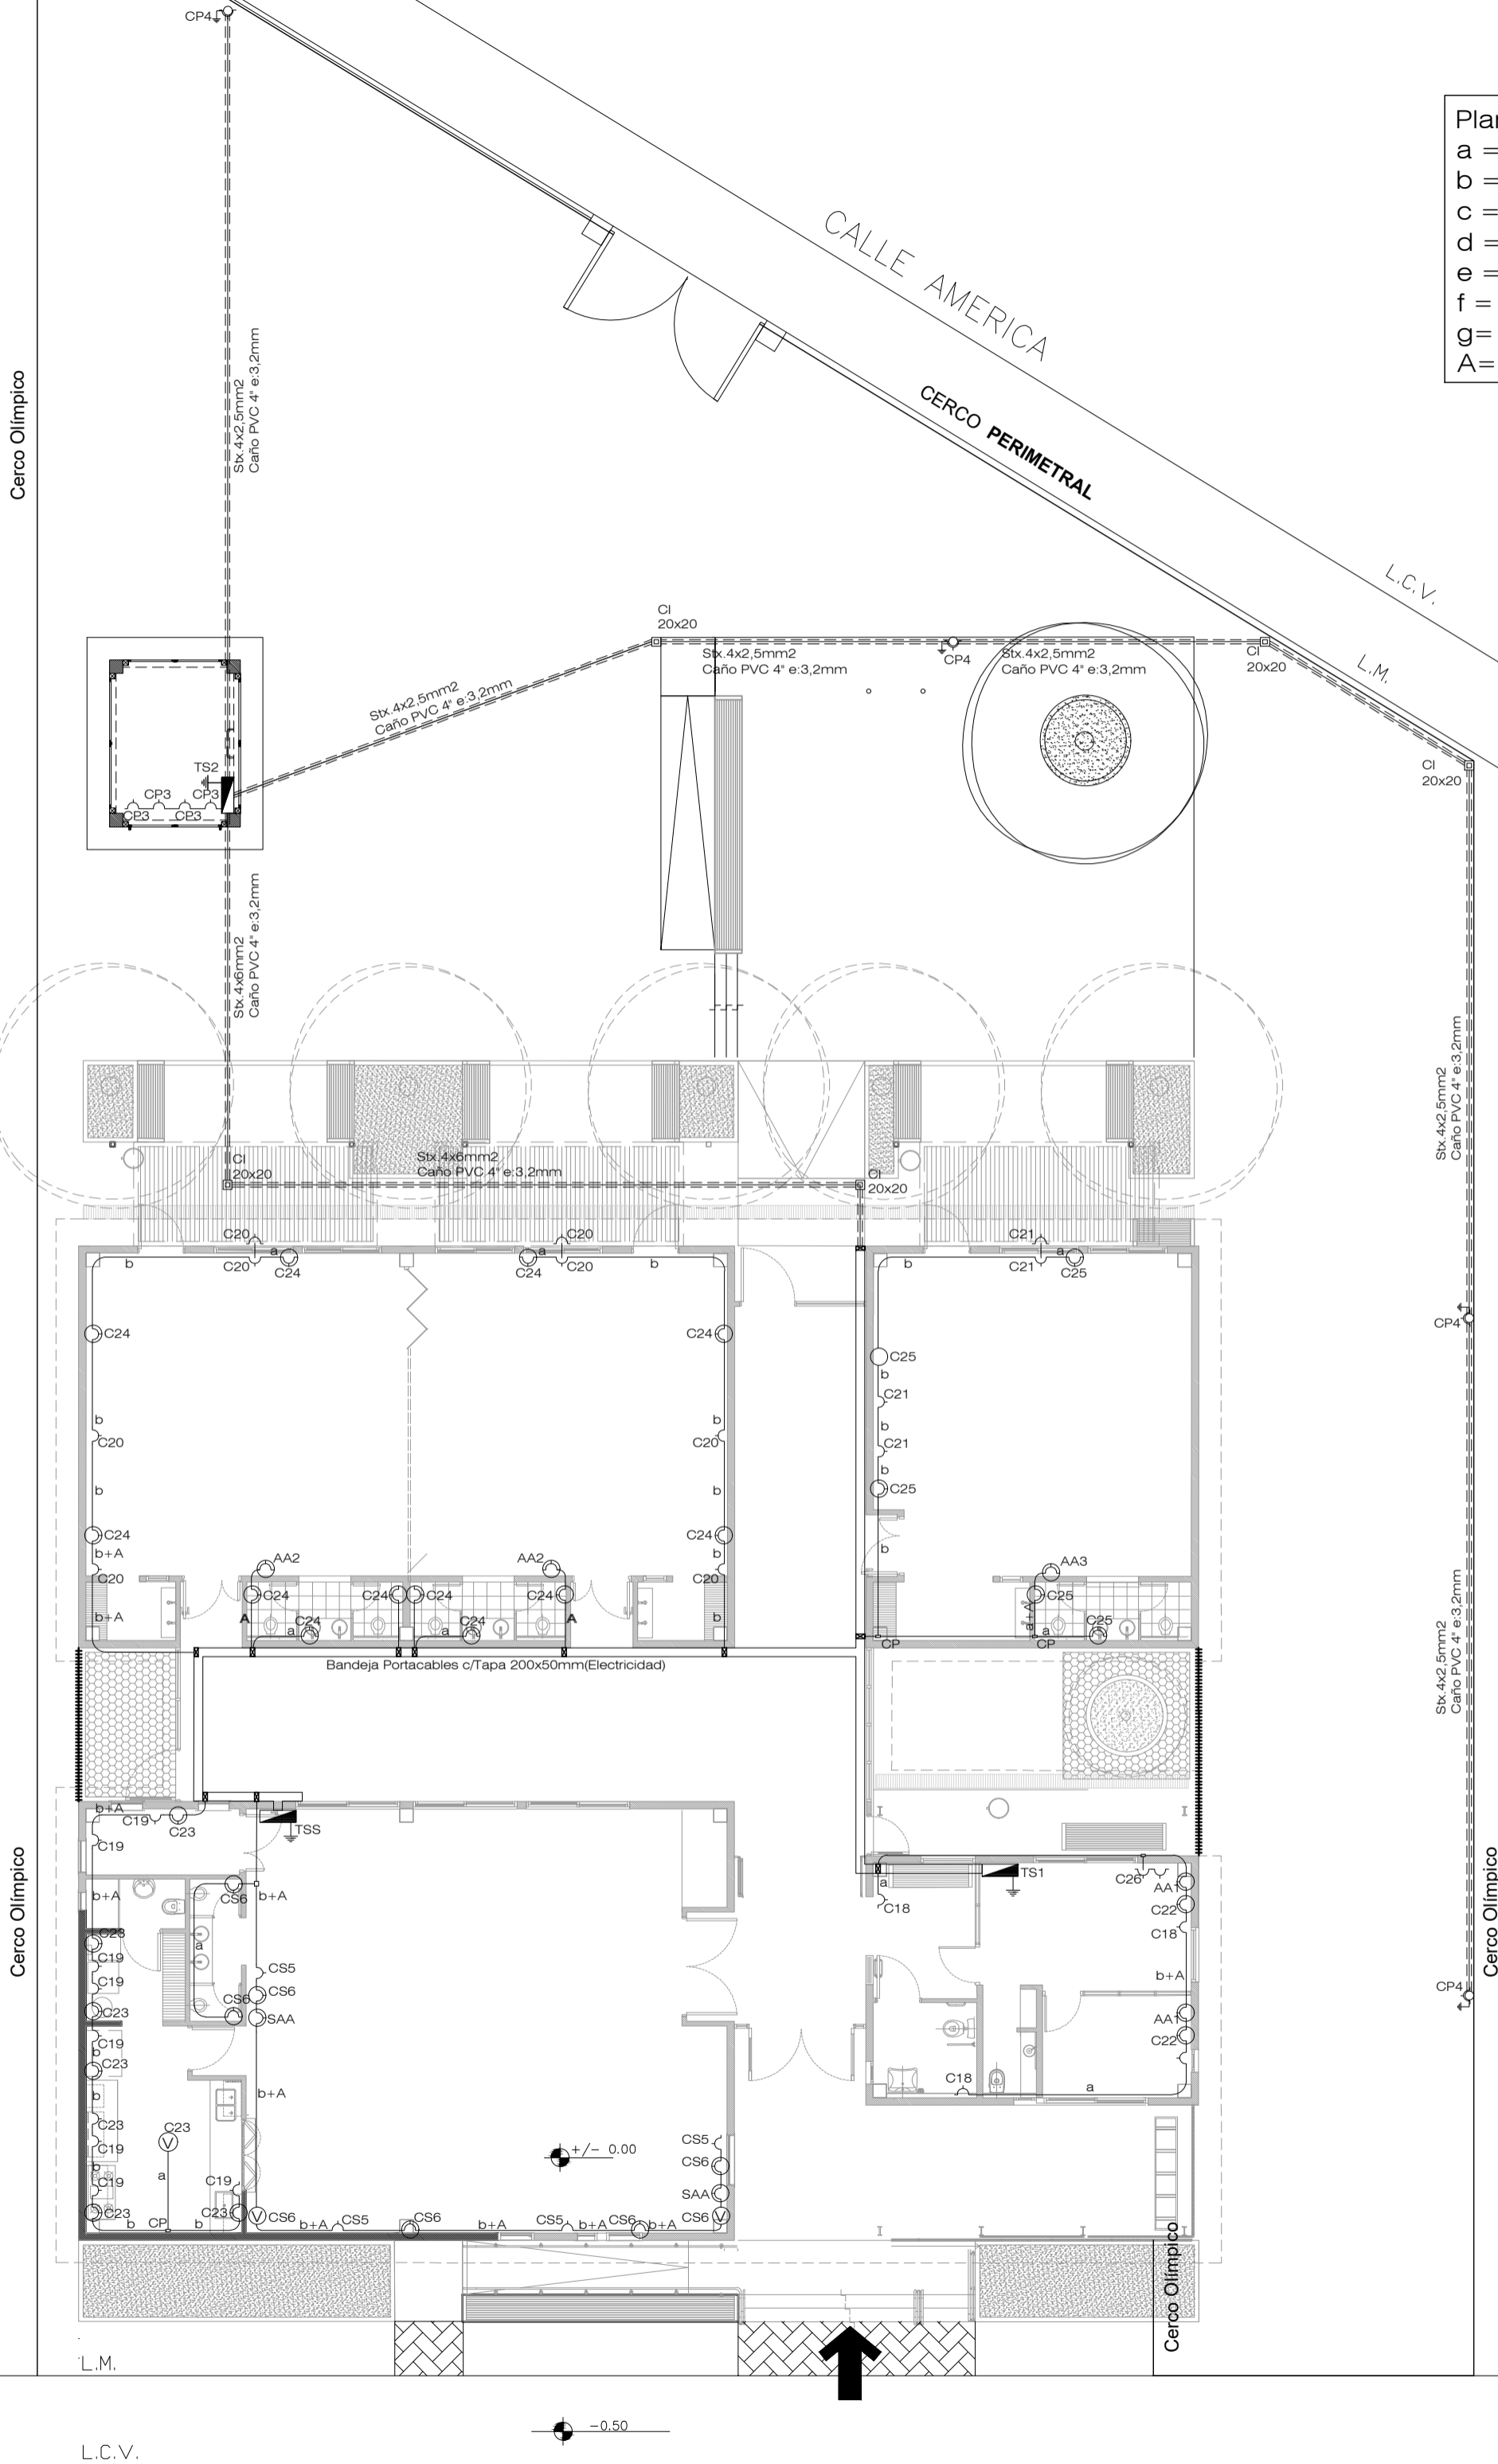 CP4
Plan
a =
b =
c =
d =
e =
f =
g=
A=
CALLE AMERICA
CERCO PERIMETRAL
Cerco Olímpico
Stx.4x2,5mm2
Caño PVC 4" e:3,2mm
L.C.V.
L.M.
CI
20x20
Stx.4x2,5mm2
Caño PVC 4" e:3,2mm
CP4
Stx.4x2,5mm2
Caño PVC 4" e:3,2mm
CI
20x20
Stx.4x2,5mm2
Caño PVC 4" e:3,2mm
CI
20x20
TS2
CP3
CP3
CP3
CP3
Stx.4x6mm2
Caño PVC 4" e:3,2mm
Stx.4x2,5mm2
Caño PVC 4" e:3,2mm
CI
20x20
Stx.4x6mm2
Caño PVC 4" e:3,2mm
CI
20x20
C20
a
C20
a
C21
a
b
C20
C24
C24
C20
b
b
C21
C25
CP4
C24
C24
C25
b
C21
b
b
b
C20
C20
C21
b
b
b
C25
C24
C24
b+A
b
b
C20
AA2
AA2
C20
AA3
C24
C24
C24
C24
C25
b+A
A
C24
C24
A
b
a+A
C25
a
a
CP
CP
Stx.4x2,5mm2
Caño PVC 4" e:3,2mm
Bandeja Portacables c/Tapa 200x50mm(Electricidad)
b+A
C19
C23
TSS
C19
TS1
C26
AA1
b+A
CS6
b+A
a
C18
C22
C18
C23
a
C19
CS5
b+A
C19
CS6
CP4
C23
CS6
SAA
AA1
C19
C22
b
C23
C18
a
b
b+A
C23
C23
C19
CS5
b
a
+/- 0.00
CS6
C19
C19
SAA
C23
C23
V
V
CS6
CS6
V
b
CP
b
b+A
CS5
CS6
b+A
CS5
b+A
CS6
b+A
Cerco Olímpico
Cerco Olímpico
Cerco Olímpico
L.M.
-0.50
L.C.V.